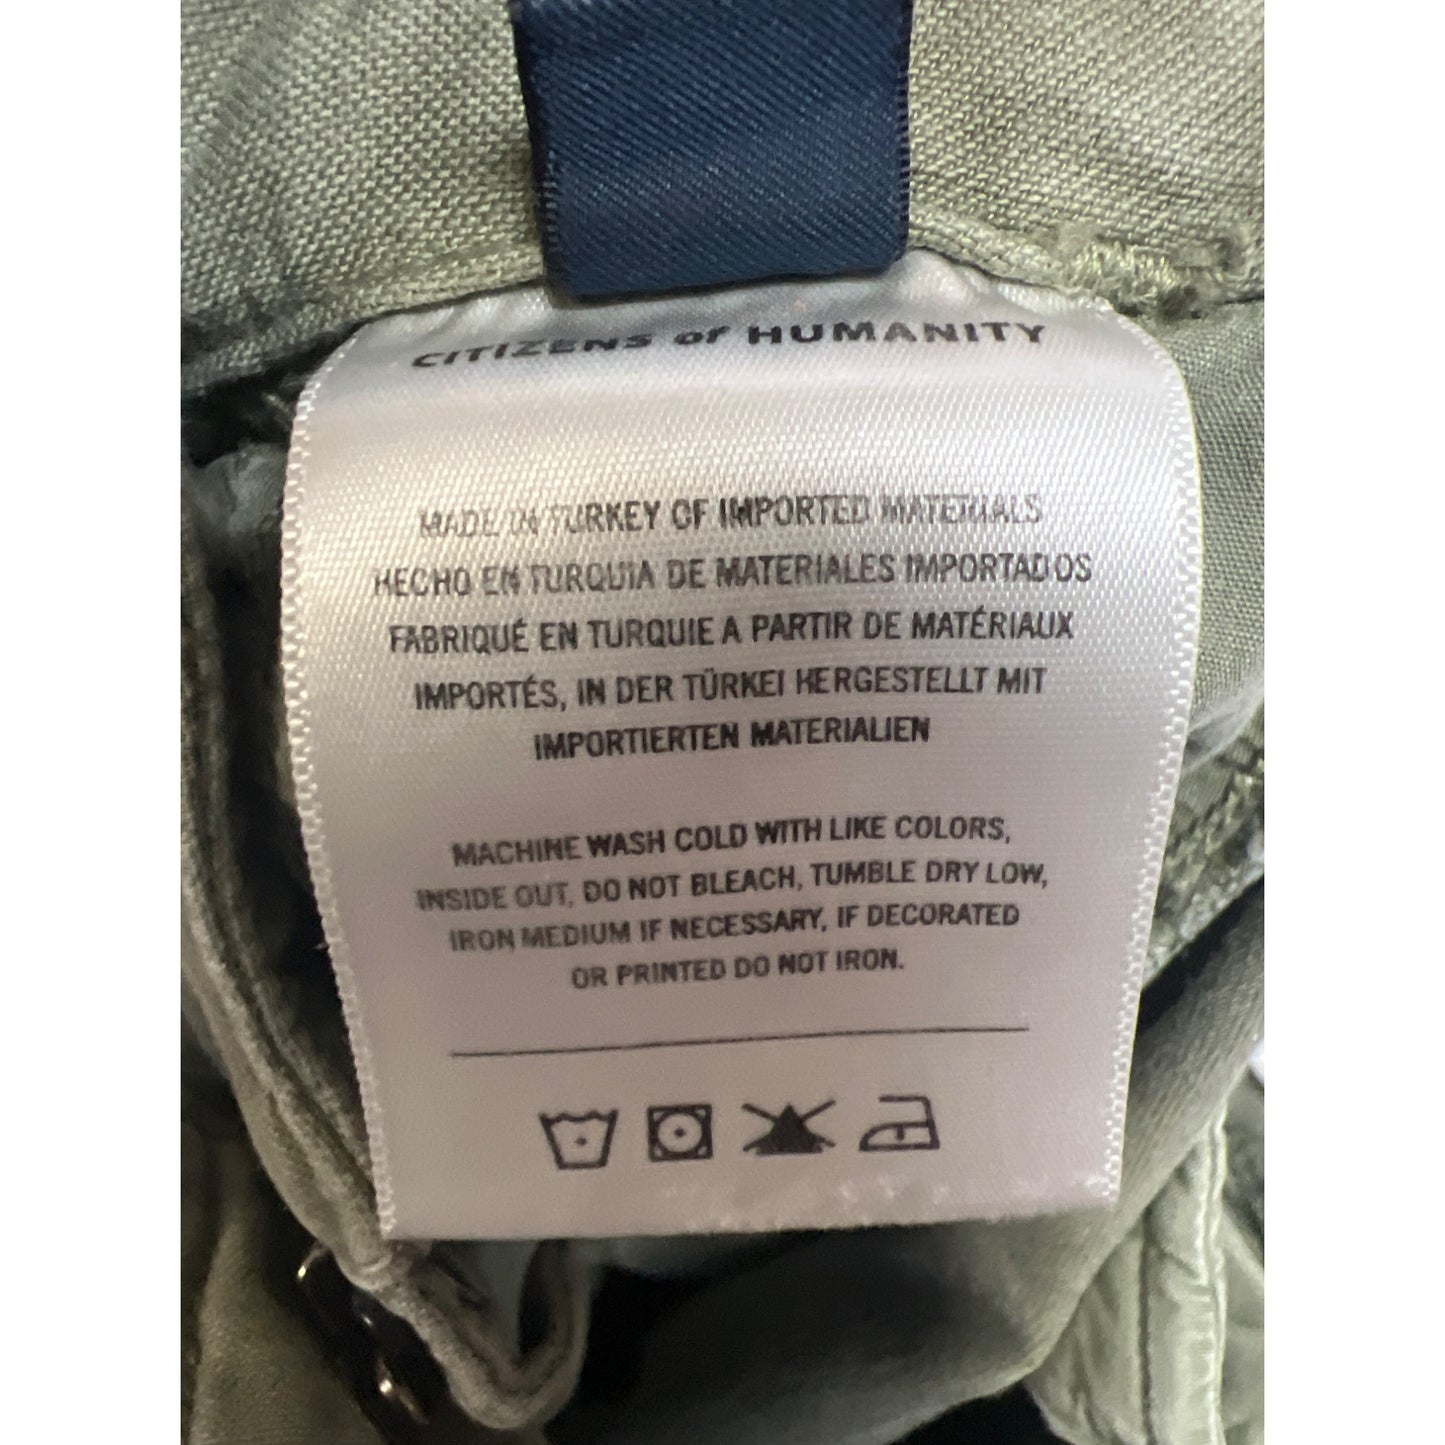 CITIZENS of HUMANITY
MADE IN TURKEY OF IMPORTED MATERIALS
HECHO EN TURQUIA DE MATERIALES IMPORTADOS
FABRIQUÉ EN TURQUIE A PARTIR DE MATÉRIAUX
IMPORTÉS, IN DER TÜRKEI HERGESTELLT MIT
IMPORTIERTEN MATERIALIEN
MACHINE WASH COLD WITH LIKE COLORS,
INSIDE OUT, DO NOT BLEACH, TUMBLE DRY LOW,
IRON MEDIUM IF NECESSARY, IF DECORATED
OR PRINTED DO NOT IRON.